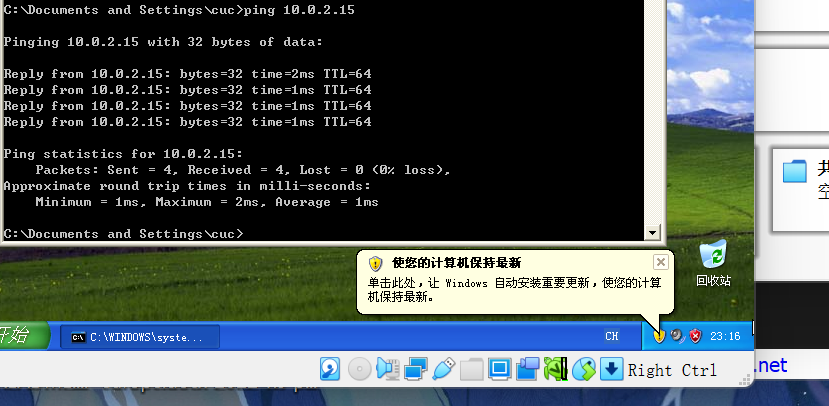 C:\Documents and Settings\cuc>ping 10.0.2.15
Pinging 10.0.2.15 with 32 bytes of data:
Reply from 10.0.2.15: bytes=32 time=2ms TTL=64
Reply from 10.0.2.15: bytes=32 time=1ms TTL=64
Reply from 10.0.2.15: bytes=32 time=1ms TTL=64
Reply from 10.0.2.15: bytes=32 time=1ms TTL=64
Ping statistics for 10.0.2.15:
    Packets: Sent = 4, Received = 4, Lost = 0 (0% loss),
Approximate round trip times in milli-seconds:
    Minimum = 1ms, Maximum = 2ms, Average = 1ms
C:\Documents and Settings\cuc>
使您的计算机保持最新
单击此处，让 Windows 自动安装重要更新，使您的计算
机保持最新。
回收站
开始
C:\WINDOWS\syste...
CH
23:16
.net
Right Ctrl